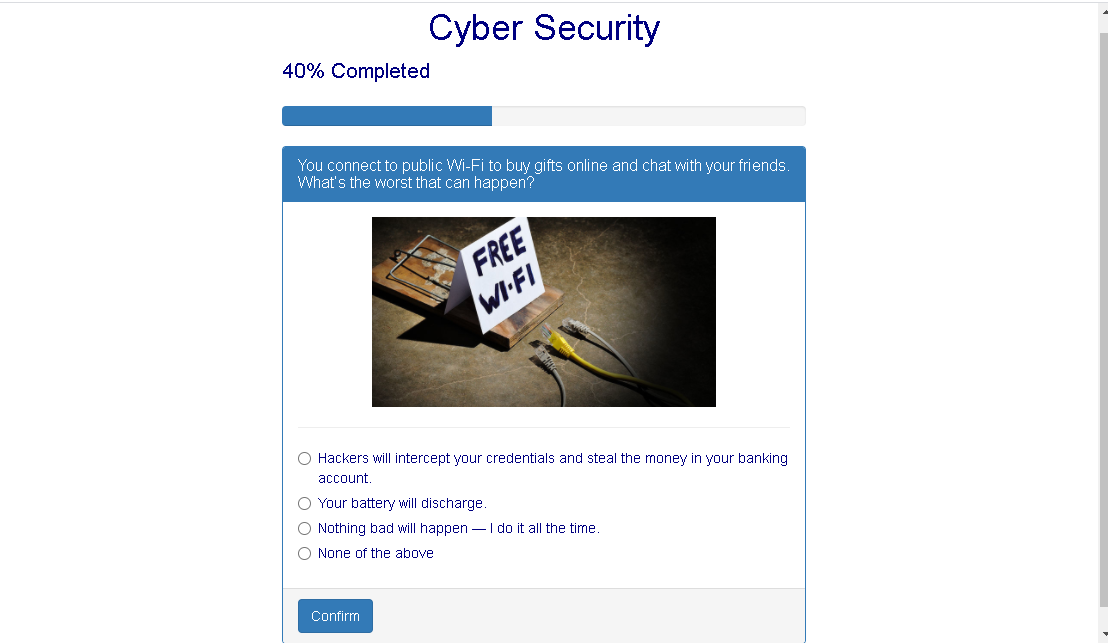 Cyber Security
40% Completed
You connect to public Wi-Fi to buy gifts online and chat with your friends.
What's the worst that can happen?
FREE
WI-FI
Hackers will intercept your credentials and steal the money in your banking
account.
Your battery will discharge.
Nothing bad will happen — I do it all the time.
None of the above
Confirm